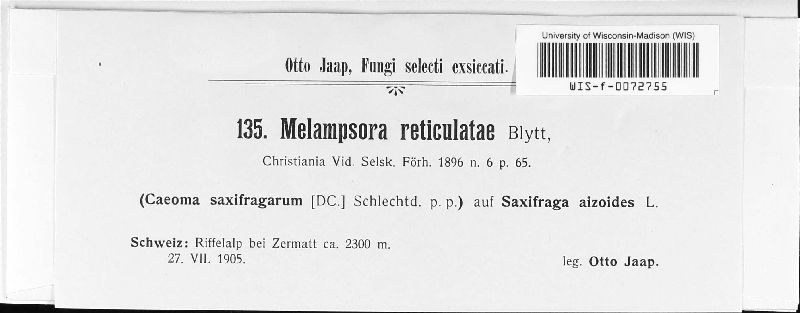 University of Wisconsin-Madison (WIS)
WIS-f-0072755
Otto Jaap, Fungi selecti exsiccati.
135. Melampsora reticulatae Blytt,
Christiania Vid. Selsk. Förh. 1896 n. 6 p. 65.
(Caeoma saxifragarum [DC.] Schlechtd. p. p.) auf Saxifraga aizoides L.
Schweiz: Riffelalp bei Zermatt ca. 2300 m.
27. VII. 1905.
leg. Otto Jaap.